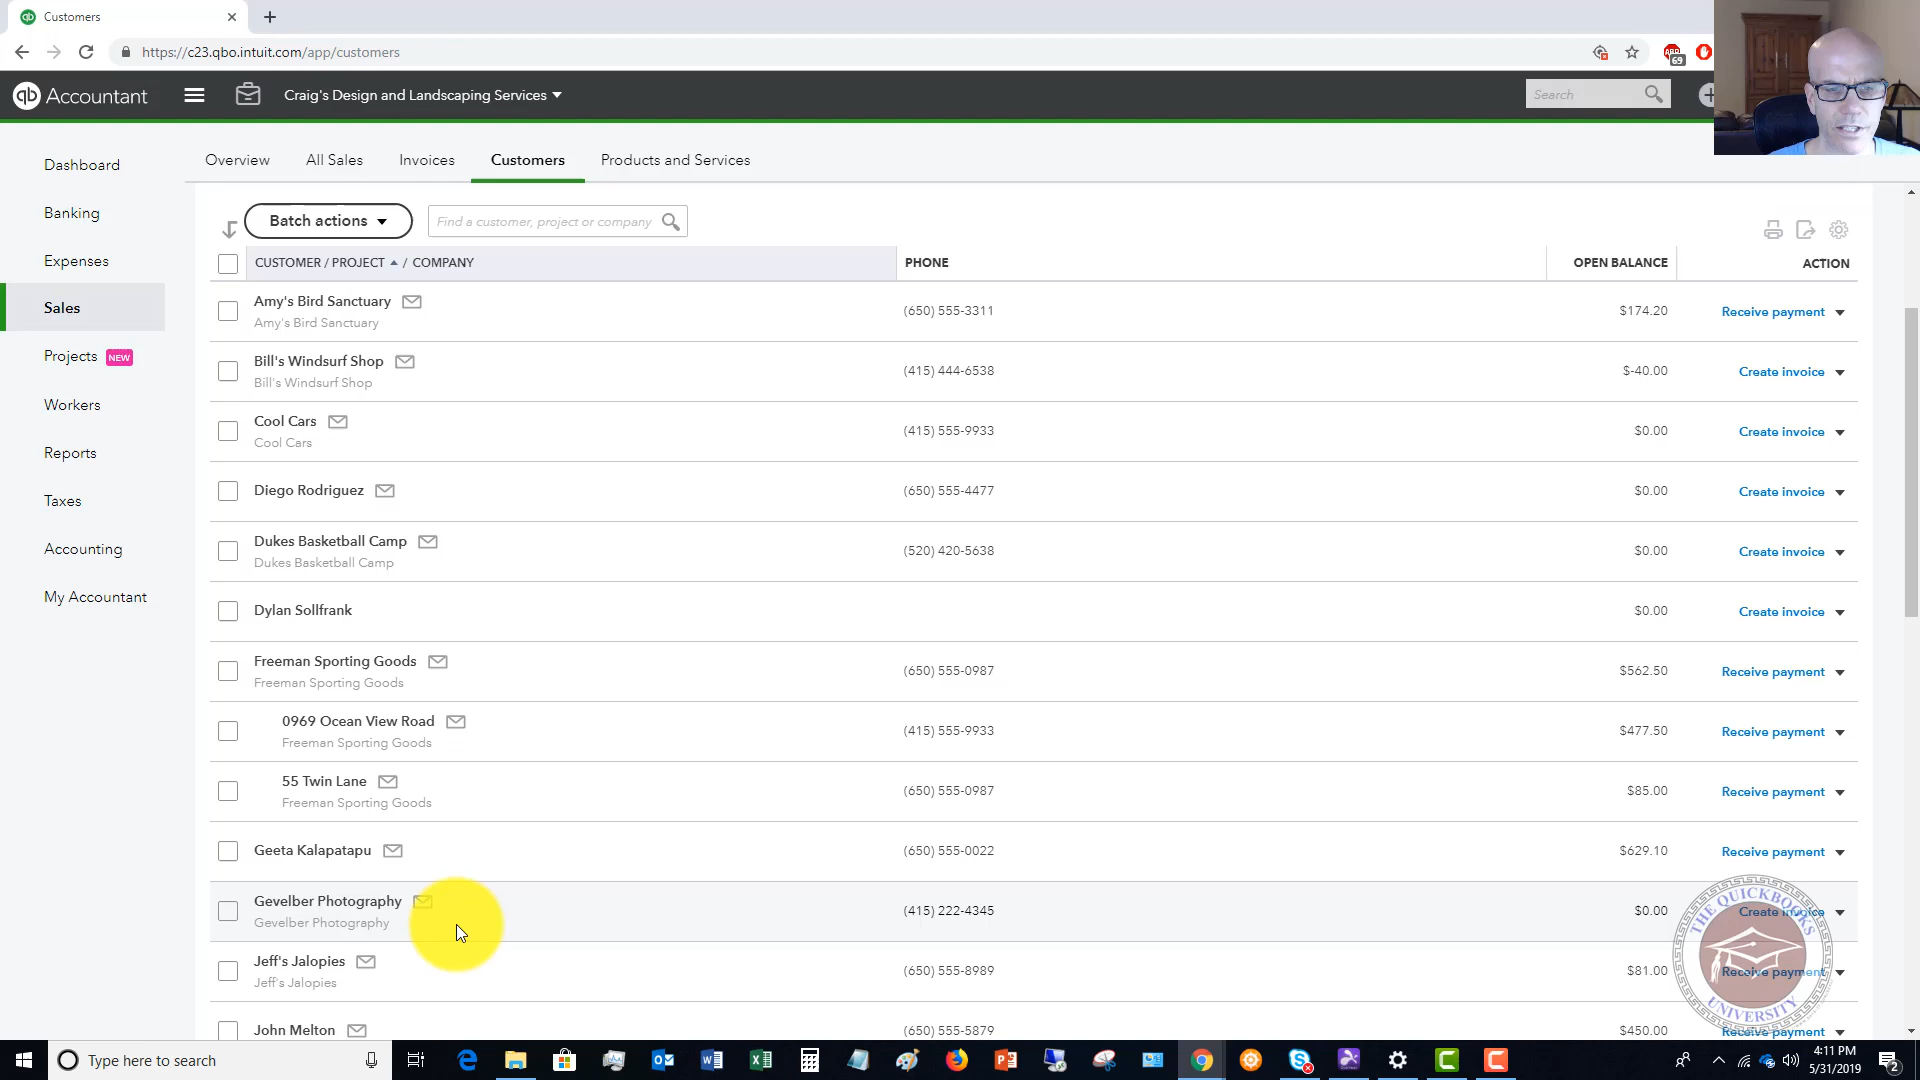 Customers
https://c23.qbo.intuit.com/app/customers
ABP
69
qb Accountant
Craig's Design and Landscaping Services
Search
Dashboard
Banking
Expenses
Sales
Projects NEW
Workers
Reports
Taxes
Accounting
My Accountant
Overview All Sales Invoices Customers Products and Services
Batch actions
Find a customer, project or company
CUSTOMER / PROJECT / COMPANY PHONE OPEN BALANCE ACTION
Amy's Bird Sanctuary (650) 555-3311 $174.20 Receive payment
Amy's Bird Sanctuary
Bill's Windsurf Shop (415) 444-6538 $-40.00 Create invoice
Bill's Windsurf Shop
Cool Cars (415) 555-9933 $0.00 Create invoice
Cool Cars
Diego Rodriguez (650) 555-4477 $0.00 Create invoice
Dukes Basketball Camp (520) 420-5638 $0.00 Create invoice
Dukes Basketball Camp
Dylan Sollfrank $0.00 Create invoice
Freeman Sporting Goods (650) 555-0987 $562.50 Receive payment
Freeman Sporting Goods
0969 Ocean View Road (415) 555-9933 $477.50 Receive payment
Freeman Sporting Goods
55 Twin Lane (650) 555-0987 $85.00 Receive payment
Freeman Sporting Goods
Geeta Kalapatapu (650) 555-0022 $629.10 Receive payment
Gevelber Photography (415) 222-4345 $0.00 Create invoice
Gevelber Photography
Jeff's Jalopies (650) 555-8989 $81.00 Receive payment
Jeff's Jalopies
John Melton (650) 555-5879 $450.00 Receive payment
THE QUICKBOOKS
UNIVERSITY
Type here to search
4:11 PM
5/31/2019
2